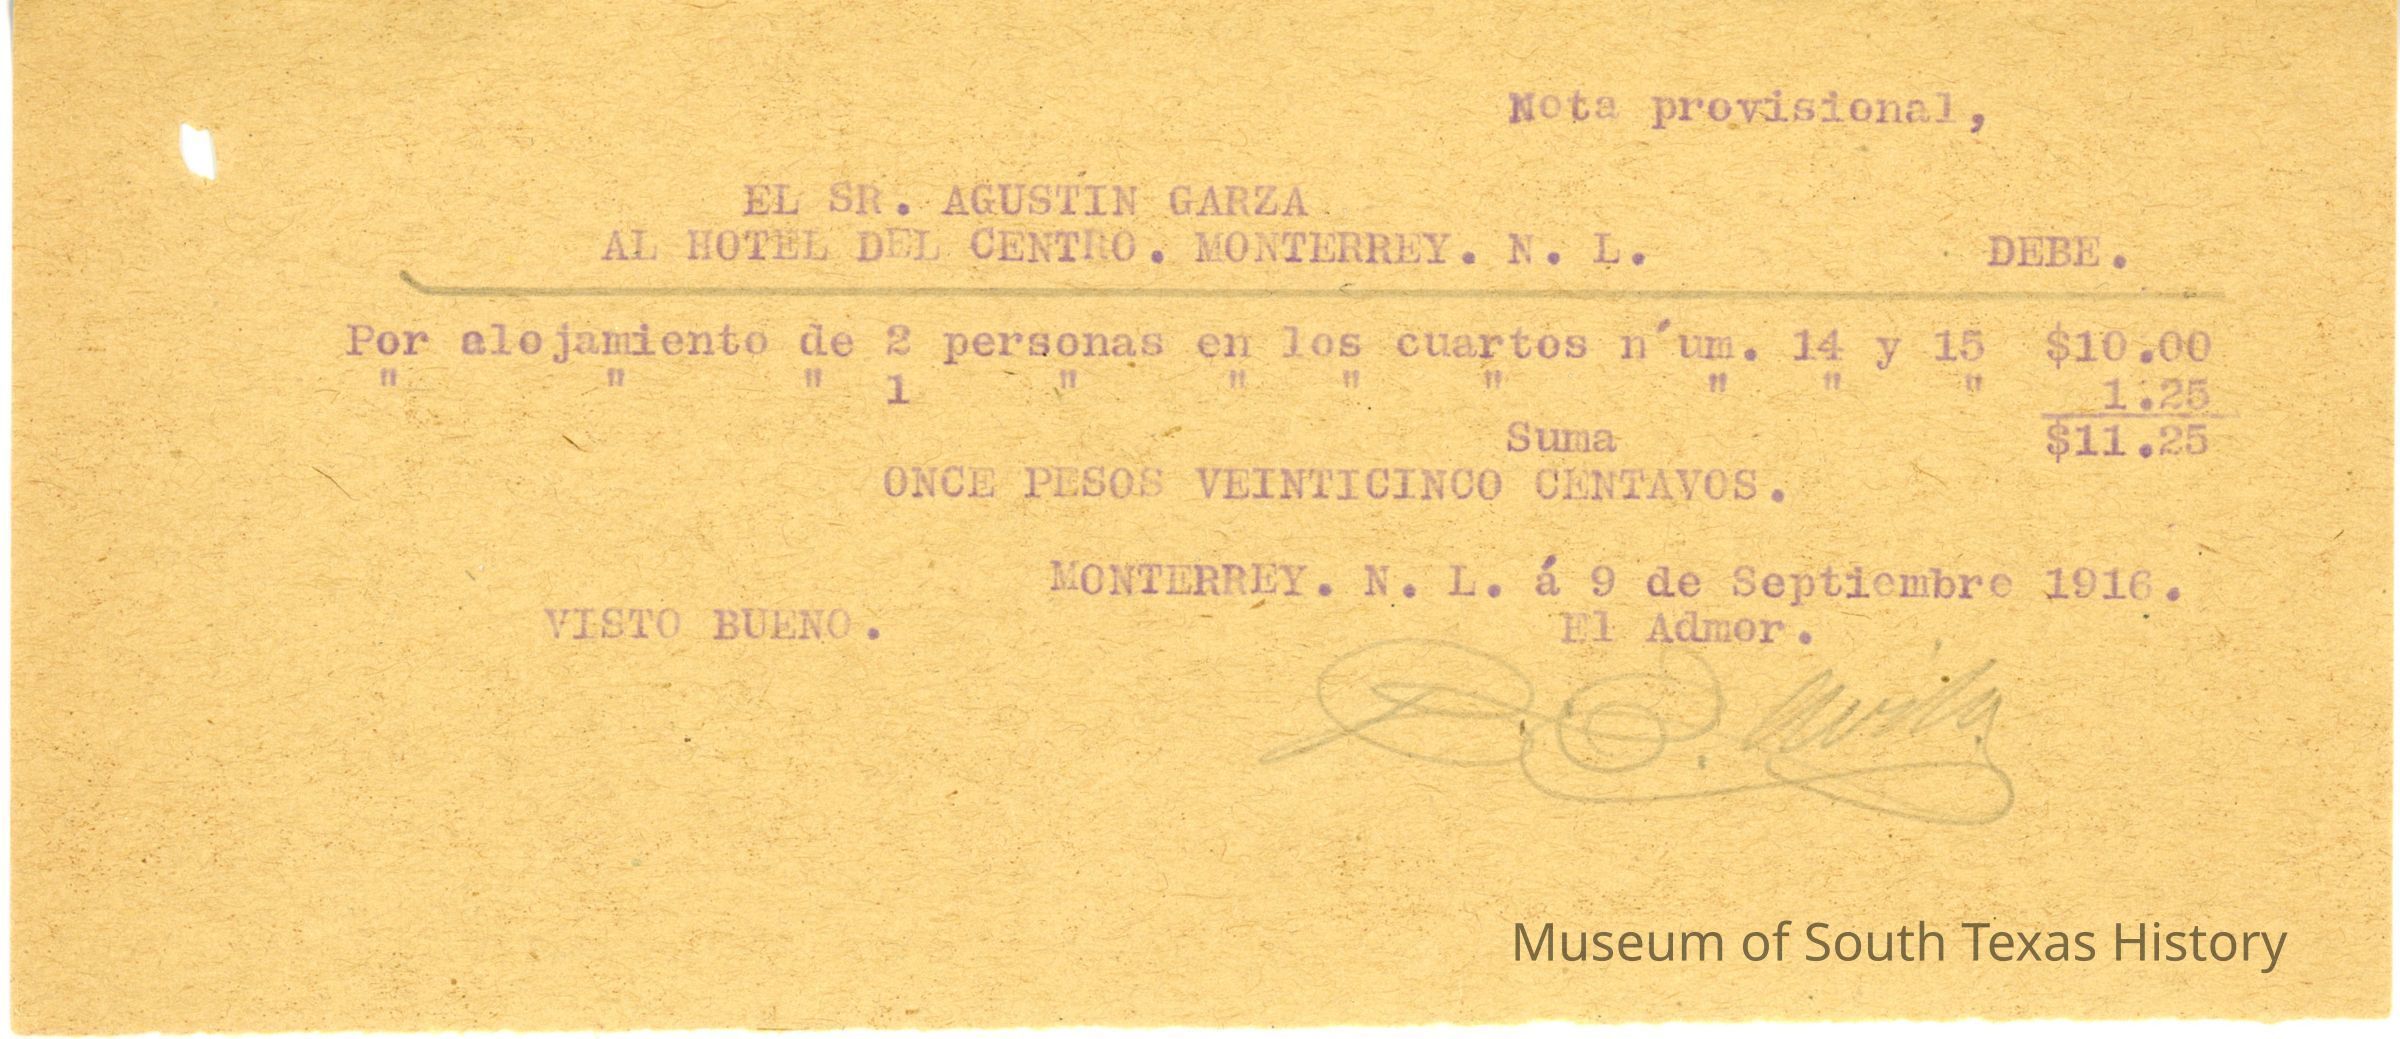 Nota provisional,
EL SR. AGUSTIN GARZA
AL HOTEL DEL CENTRO. MONTERREY. N. L. DEBE.
Por alojamiento de 2 personas en los cuartos n´um. 14 y 15 $10.00
" " " 1 " " " " " " " 1.25
Suma $11.25
ONCE PESOS VEINTICINCO CENTAVOS.
MONTERREY. N. L. á 9 de Septiembre 1916.
VISTO BUENO. El Admor.
Avila
Museum of South Texas History